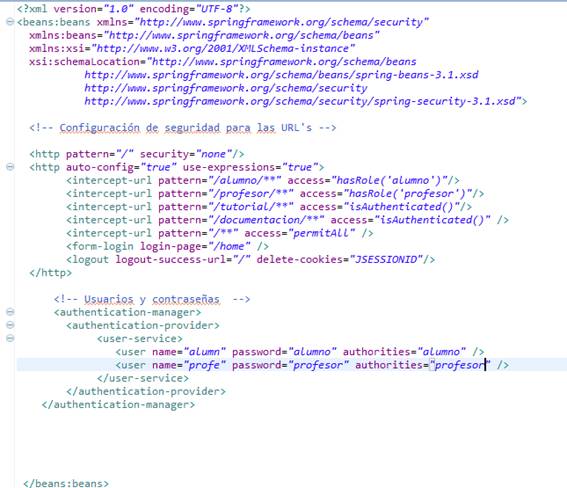 <?xml version="1.0" encoding="UTF-8"?>
<beans:beans xmlns="http://www.springframework.org/schema/security"
xmlns:beans="http://www.springframework.org/schema/beans"
xmlns:xsi="http://www.w3.org/2001/XMLSchema-instance"
xsi:schemaLocation="http://www.springframework.org/schema/beans
http://www.springframework.org/schema/beans/spring-beans-3.1.xsd
http://www.springframework.org/schema/security
http://www.springframework.org/schema/security/spring-security-3.1.xsd">
<!-- Configuración de seguridad para las URL's -->
<http pattern="/" security="none"/>
<http auto-config="true" use-expressions="true">
<intercept-url pattern="/alumno/**" access="hasRole('alumno')"/>
<intercept-url pattern="/profesor/**" access="hasRole('profesor')"/>
<intercept-url pattern="/tutorial/**" access="isAuthenticated()"/>
<intercept-url pattern="/documentacion/**" access="isAuthenticated()" />
<intercept-url pattern="/**" access="permitAll" />
<form-login login-page="/home" />
<logout logout-success-url="/" delete-cookies="JSESSIONID"/>
</http>
<!-- Usuarios y contraseñas -->
<authentication-manager>
<authentication-provider>
<user-service>
<user name="alumn" password="alumno" authorities="alumno" />
<user name="profe" password="profesor" authorities="profesor" />
</user-service>
</authentication-provider>
</authentication-manager>
</beans:beans>